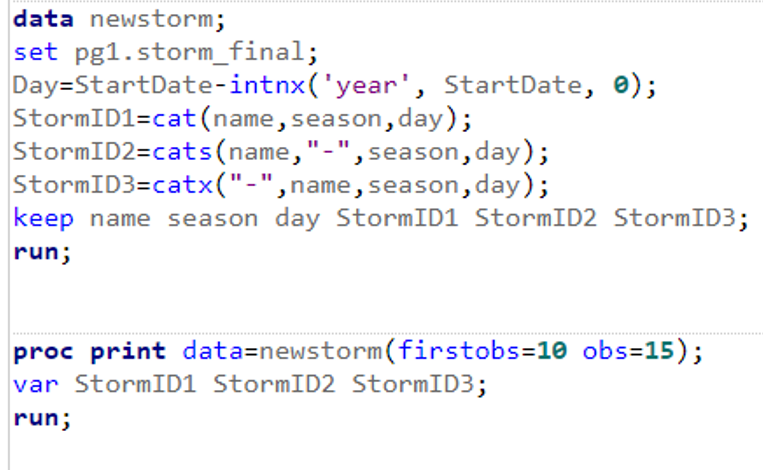 data newstorm;
set pg1.storm_final;
Day=StartDate-intnx('year', StartDate, 0);
StormID1=cat(name,season,day);
StormID2=cats(name,"-",season,day);
StormID3=catx("-",name,season,day);
keep name season day StormID1 StormID2 StormID3;
run;
proc print data=newstorm(firstobs=10 obs=15);
var StormID1 StormID2 StormID3;
run;